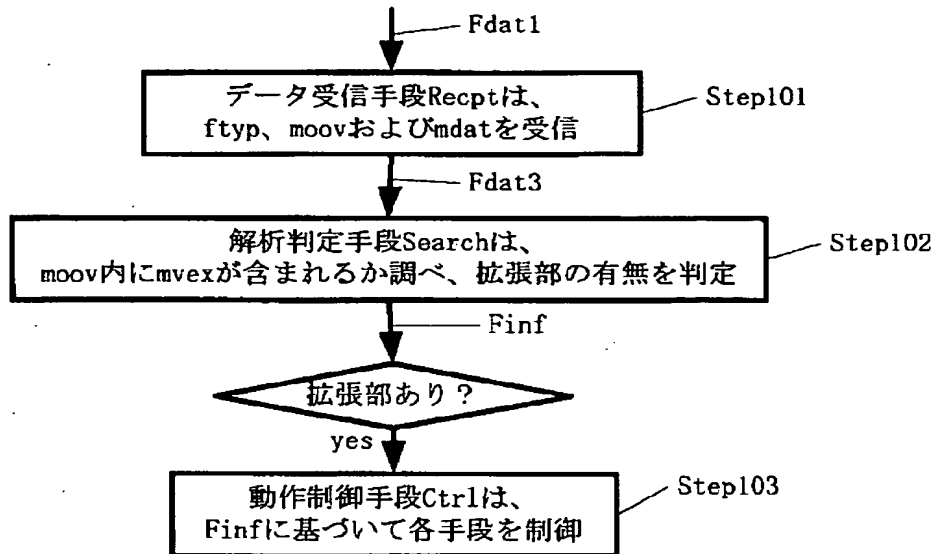 Fdat1
データ受信手段Recptは、
ftyp、moovおよびmdatを受信
Step101
Fdat3
解析判定手段Searchは、
moov内にmvexが含まれるか調べ、拡張部の有無を判定
Step102
Finf
拡張部あり？
yes
動作制御手段Ctrlは、
Finfに基づいて各手段を制御
Step103